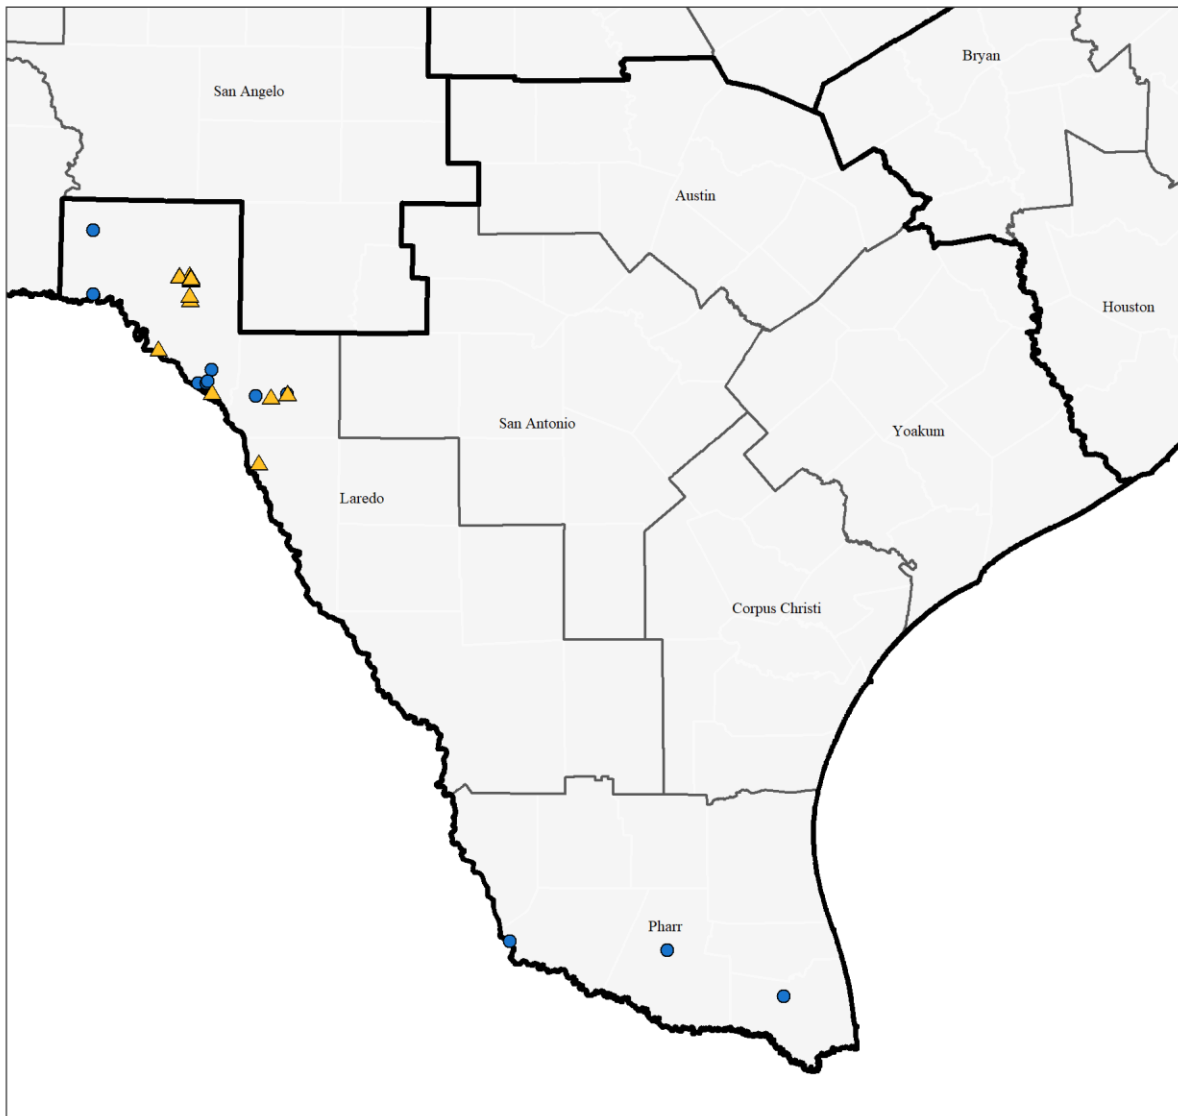 Bryan
San Angelo
Austin
Houston
San Antonio
Yoakum
Laredo
Corpus Christi
Pharr